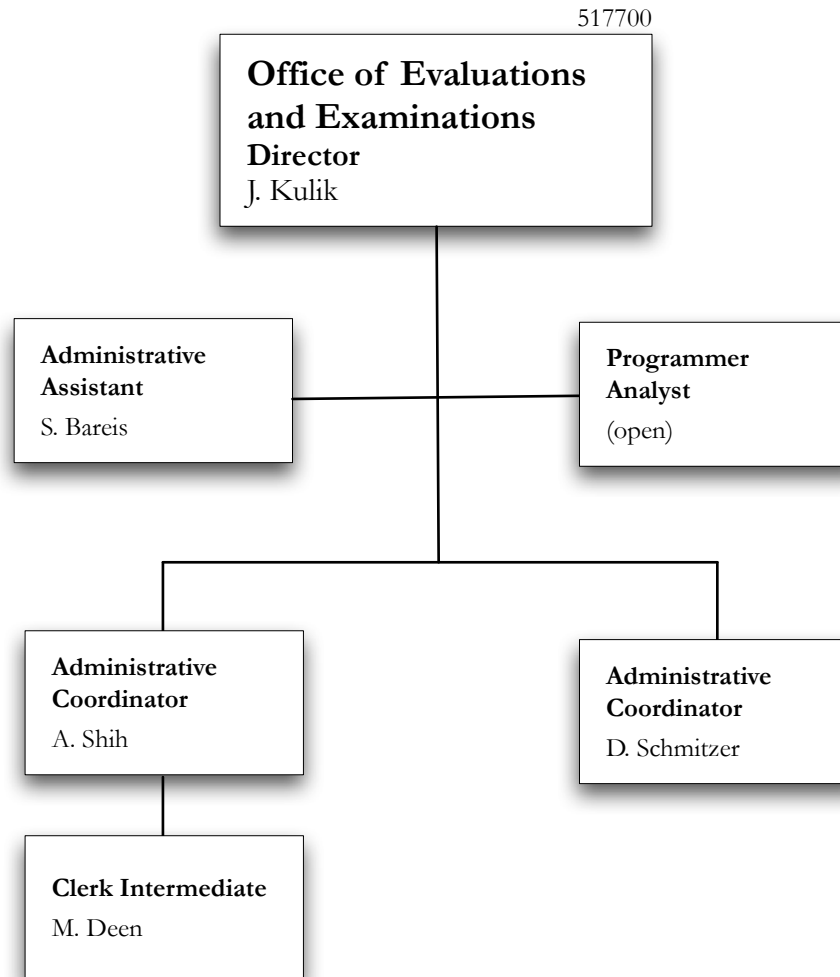 517700
Office of Evaluations
and Examinations
Director
J. Kulik
Administrative
Assistant
S. Bareis
Programmer
Analyst
(open)
Administrative
Coordinator
A. Shih
Administrative
Coordinator
D. Schmitzer
Clerk Intermediate
M. Deen